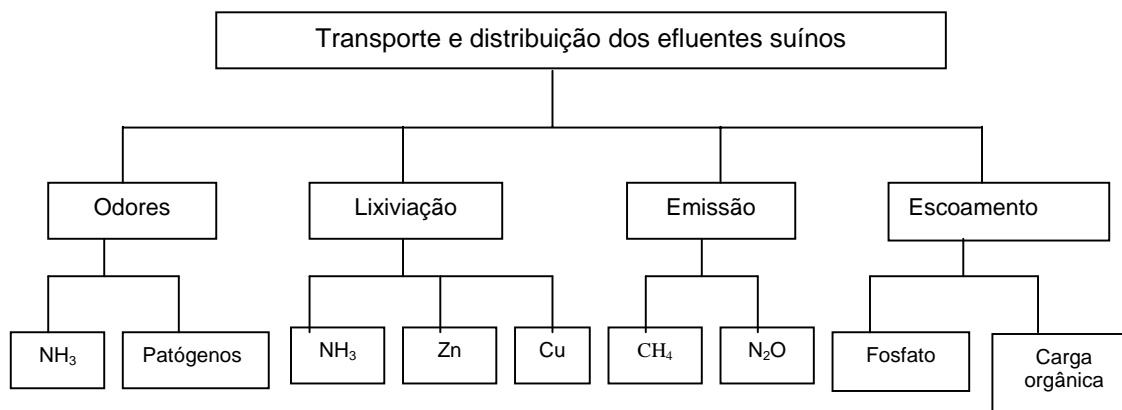 Transporte e distribuição dos efluentes suínos
Odores
Lixiviação
Emissão
Escoamento
NH₃
Patógenos
NH₃
Zn
Cu
CH₄
N₂O
Fosfato
Carga
orgânica